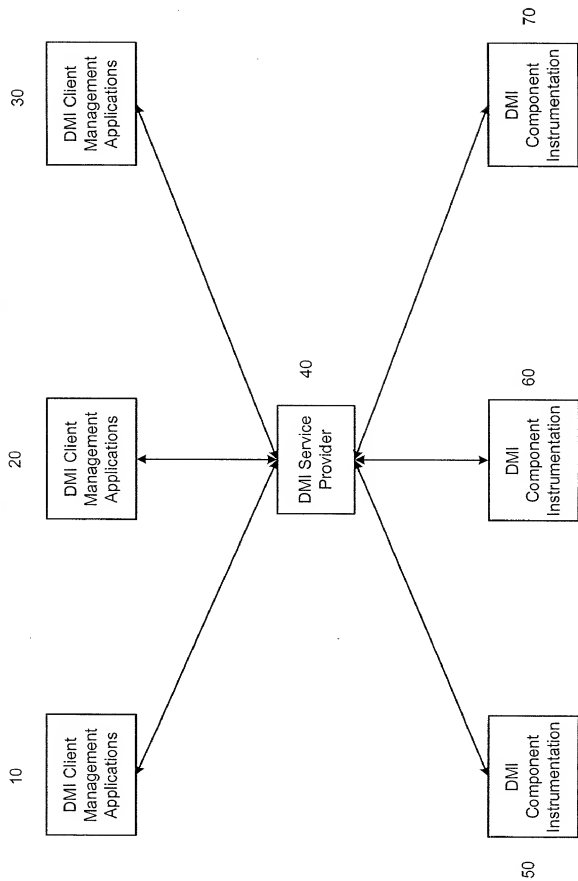 10
20
30
DMI Client
Management
Applications
DMI Client
Management
Applications
DMI Client
Management
Applications
40
DMI Service
Provider
DMI
Component
Instrumentation
DMI
Component
Instrumentation
DMI
Component
Instrumentation
50
60
70